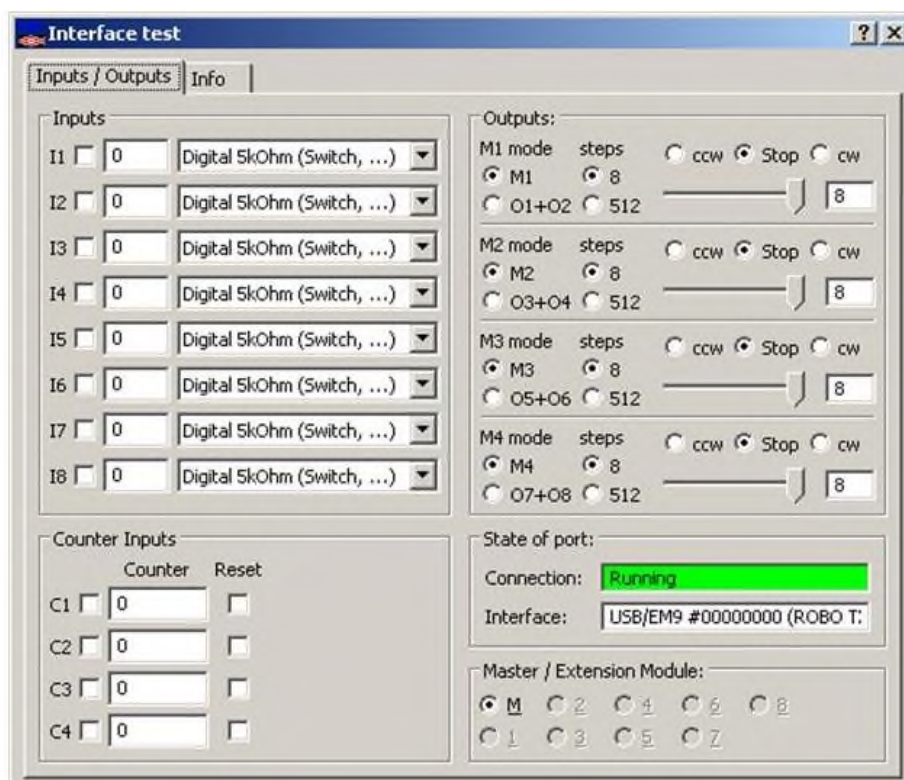 Interface test
Inputs / Outputs
Info
Inputs
I1 0 Digital 5kOhm (Switch, ...)
I2 0 Digital 5kOhm (Switch, ...)
I3 0 Digital 5kOhm (Switch, ...)
I4 0 Digital 5kOhm (Switch, ...)
I5 0 Digital 5kOhm (Switch, ...)
I6 0 Digital 5kOhm (Switch, ...)
I7 0 Digital 5kOhm (Switch, ...)
I8 0 Digital 5kOhm (Switch, ...)
Counter Inputs
Counter Reset
C1 0
C2 0
C3 0
C4 0
Outputs:
M1 mode steps ccw Stop cw
M1 8
O1+O2 512 8
M2 mode steps ccw Stop cw
M2 8
O3+O4 512 8
M3 mode steps ccw Stop cw
M3 8
O5+O6 512 8
M4 mode steps ccw Stop cw
M4 8
O7+O8 512 8
State of port:
Connection: Running
Interface: USB/EM9 #00000000 (ROBO T
Master / Extension Module:
M 2 4 6 8
1 3 5 7